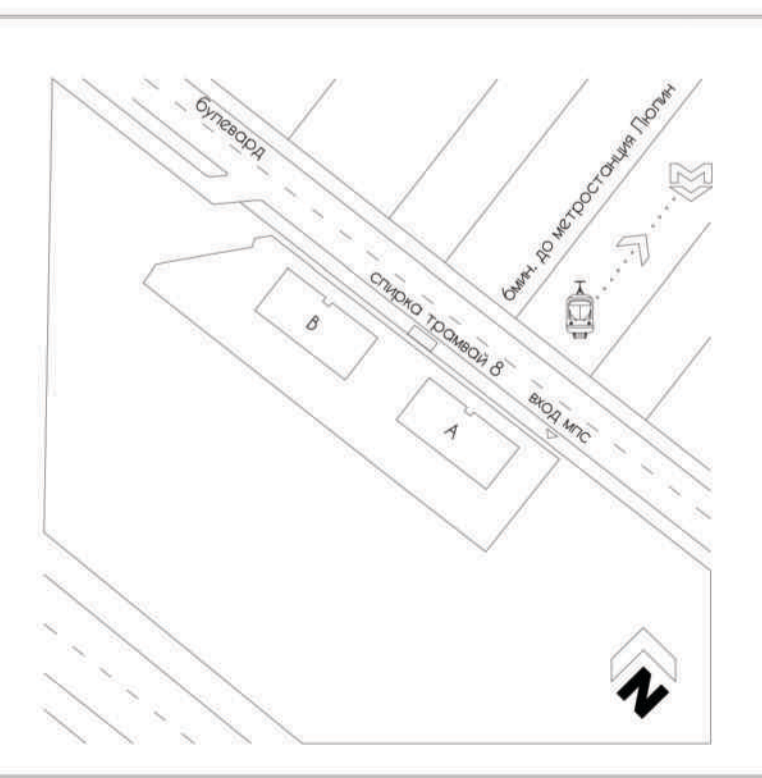 булевард
6мин. до метростанция Люлин
M
спирка трамвай 8
вход МПС
B
A
N